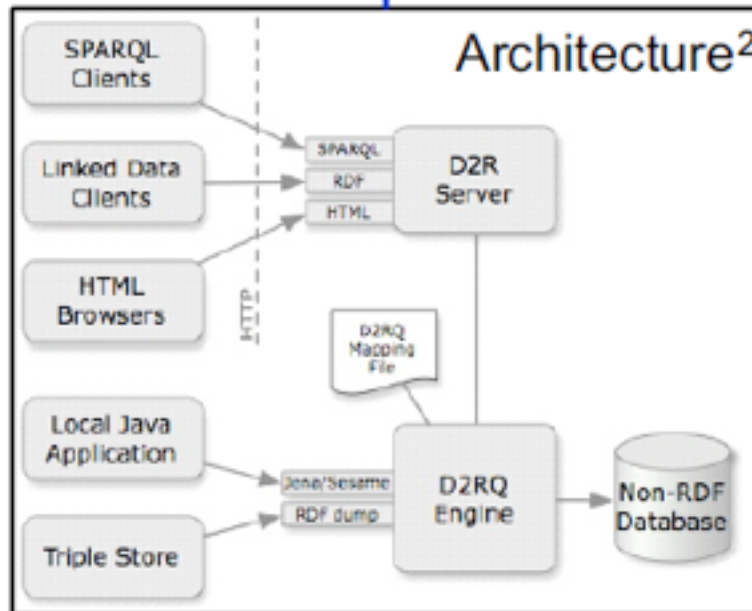 Architecture2
SPARQL
Clients
Linked Data
Clients
HTML
Browsers
HTTP
SPARQL
RDF
HTML
D2R
Server
D2RQ
Mapping
File
Local Java
Application
Triple Store
Jena/Sesame
RDF dump
D2RQ
Engine
Non-RDF
Database